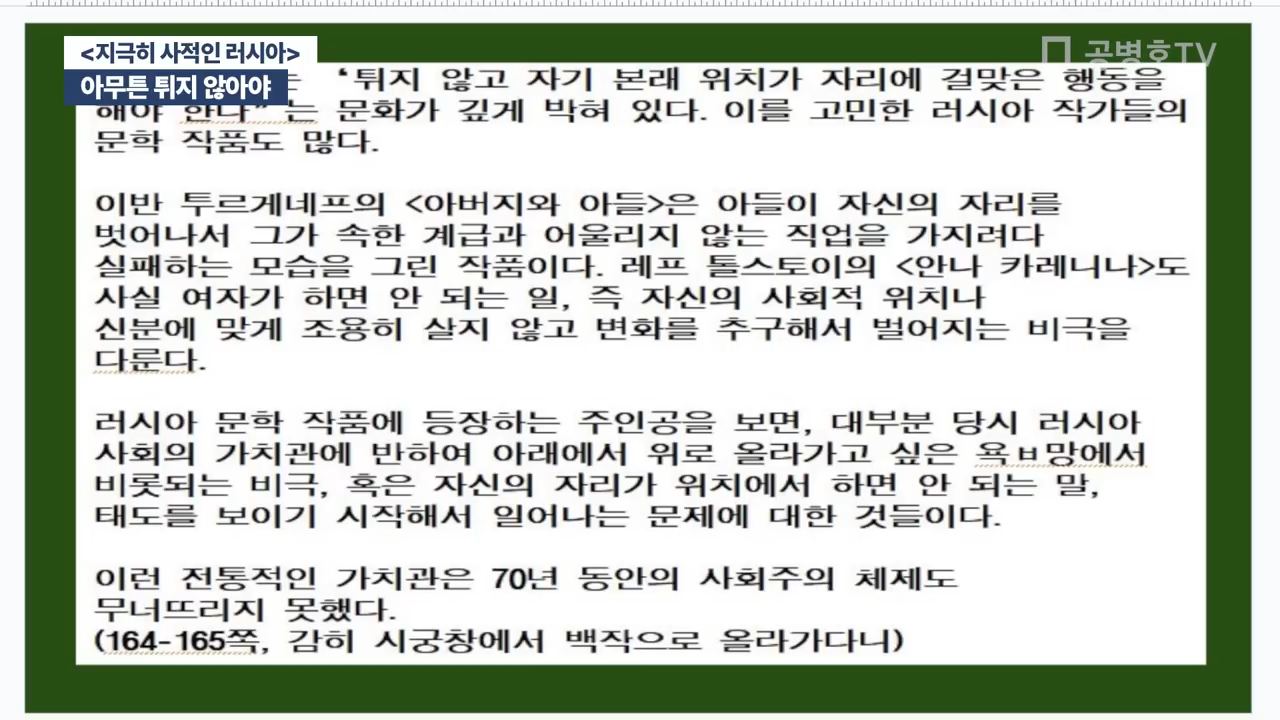 <지극히 사적인 러시아>
아무튼 튀지 않아야
공병호TV
는 ‘튀지 않고 자기 본래 위치가 자리에 걸맞은 행동을
해야 한다”는 문화가 깊게 박혀 있다. 이를 고민한 러시아 작가들의
문학 작품도 많다.
이반 투르게네프의 <아버지와 아들>은 아들이 자신의 자리를
벗어나서 그가 속한 계급과 어울리지 않는 직업을 가지려다
실패하는 모습을 그린 작품이다. 레프 톨스토이의 <안나 카레니나>도
사실 여자가 하면 안 되는 일, 즉 자신의 사회적 위치나
신분에 맞게 조용히 살지 않고 변화를 추구해서 벌어지는 비극을
다룬다.
러시아 문학 작품에 등장하는 주인공을 보면, 대부분 당시 러시아
사회의 가치관에 반하여 아래에서 위로 올라가고 싶은 욕ㅂ망에서
비롯되는 비극, 혹은 자신의 자리가 위치에서 하면 안 되는 말,
태도를 보이기 시작해서 일어나는 문제에 대한 것들이다.
이런 전통적인 가치관은 70년 동안의 사회주의 체제도
무너뜨리지 못했다.
(164-165쪽, 감히 시궁창에서 백작으로 올라가다니)